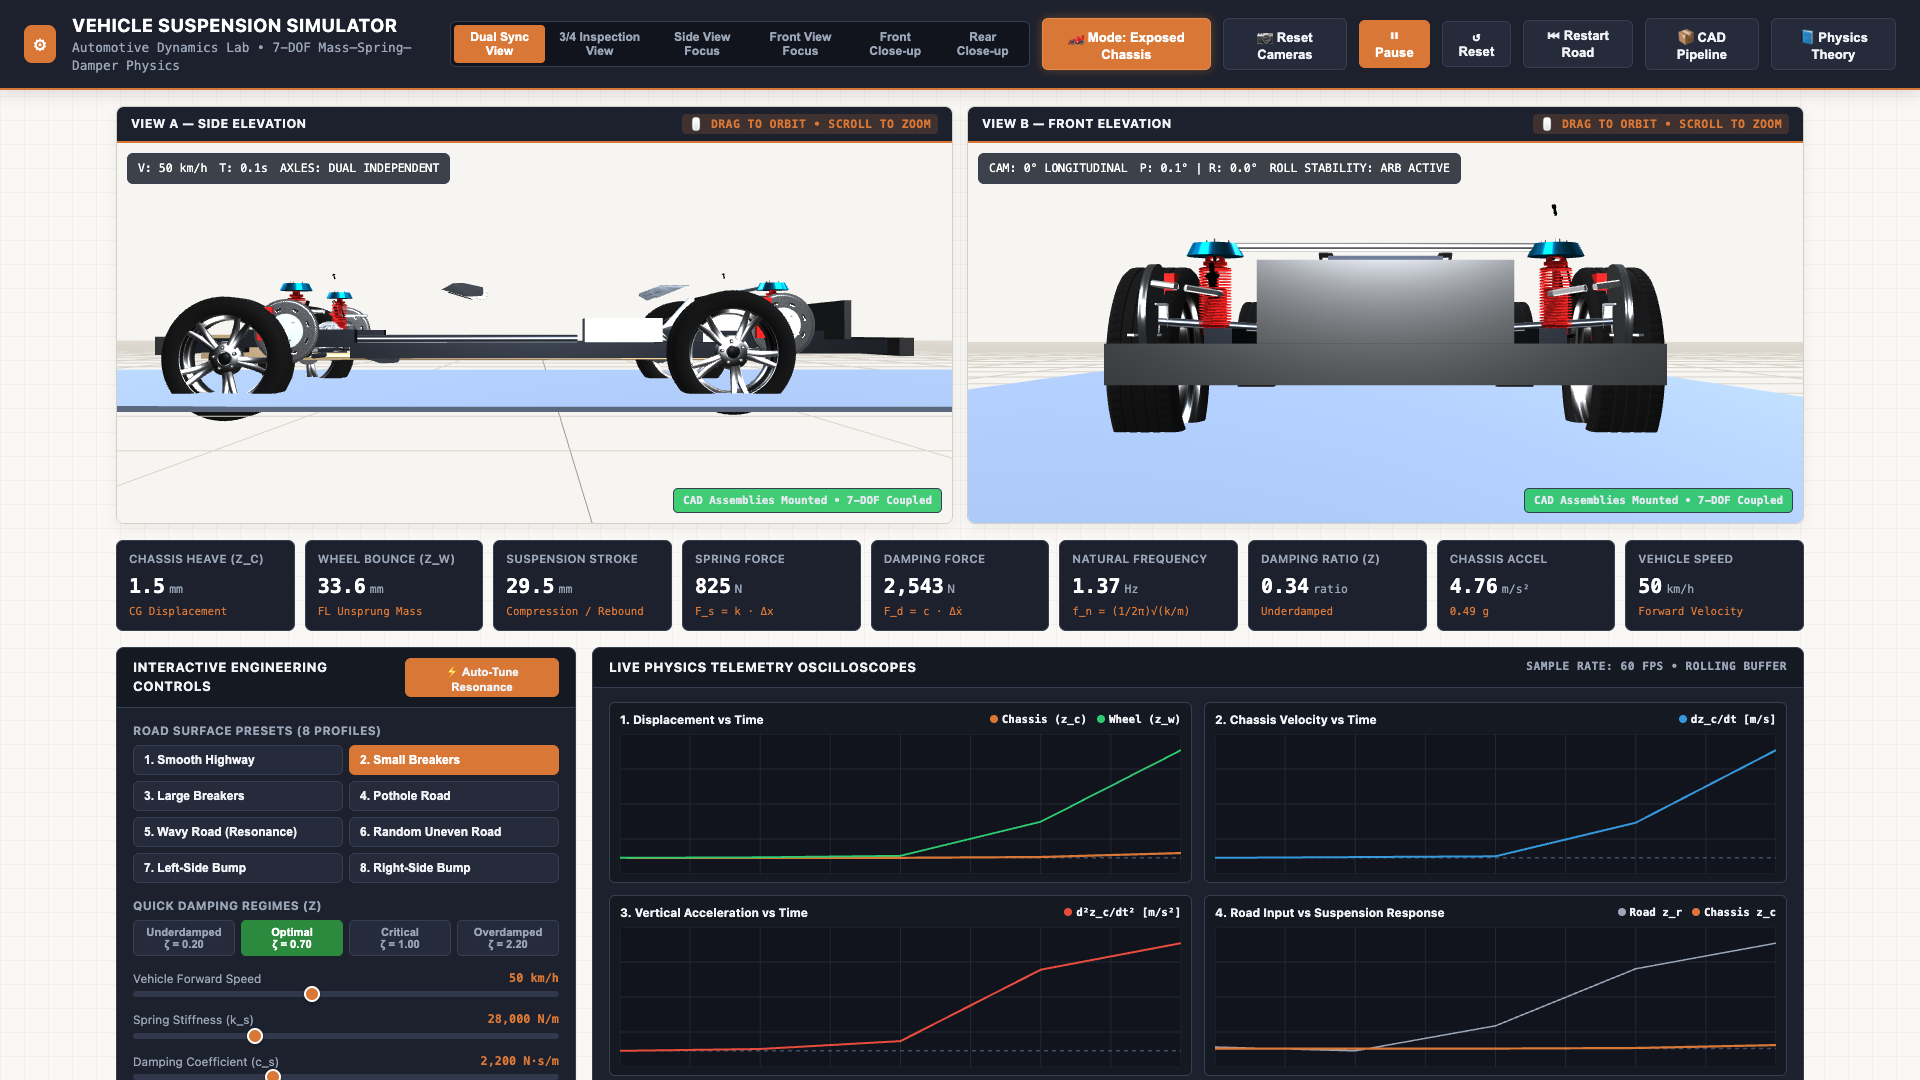 VEHICLE SUSPENSION SIMULATOR
Automotive Dynamics Lab • 7-DOF Mass-Spring-
Damper Physics
Dual Sync
View
3/4 Inspection
View
Side View
Focus
Front View
Focus
Front
Close-up
Rear
Close-up
Mode: Exposed
Chassis
Reset
Cameras
Pause
↺
Reset
Restart
Road
CAD
Pipeline
Physics
Theory
VIEW A — SIDE ELEVATION
DRAG TO ORBIT • SCROLL TO ZOOM
V: 50 km/h T: 0.1s AXLES: DUAL INDEPENDENT
CAD Assemblies Mounted • 7-DOF Coupled
VIEW B — FRONT ELEVATION
DRAG TO ORBIT • SCROLL TO ZOOM
CAM: 0° LONGITUDINAL P: 0.1° | R: 0.0° ROLL STABILITY: ARB ACTIVE
CAD Assemblies Mounted • 7-DOF Coupled
CHASSIS HEAVE (Z_C)
1.5 mm
CG Displacement
WHEEL BOUNCE (Z_W)
33.6 mm
FL Unsprung Mass
SUSPENSION STROKE
29.5 mm
Compression / Rebound
SPRING FORCE
825 N
F_s = k · Δx
DAMPING FORCE
2,543 N
F_d = c · Δẋ
NATURAL FREQUENCY
1.37 Hz
f_n = (1/2π)√(k/m)
DAMPING RATIO (Ζ)
0.34 ratio
Underdamped
CHASSIS ACCEL
4.76 m/s²
0.49 g
VEHICLE SPEED
50 km/h
Forward Velocity
INTERACTIVE ENGINEERING
CONTROLS
⚡ Auto-Tune
Resonance
ROAD SURFACE PRESETS (8 PROFILES)
1. Smooth Highway
2. Small Breakers
3. Large Breakers
4. Pothole Road
5. Wavy Road (Resonance)
6. Random Uneven Road
7. Left-Side Bump
8. Right-Side Bump
QUICK DAMPING REGIMES (Ζ)
Underdamped
ζ = 0.20
Optimal
ζ = 0.70
Critical
ζ = 1.00
Overdamped
ζ = 2.20
Vehicle Forward Speed
50 km/h
Spring Stiffness (k_s)
28,000 N/m
Damping Coefficient (c_s)
2,200 N·s/m
LIVE PHYSICS TELEMETRY OSCILLOSCOPES
SAMPLE RATE: 60 FPS • ROLLING BUFFER
1. Displacement vs Time
Chassis (z_c)
Wheel (z_w)
2. Chassis Velocity vs Time
dz_c/dt [m/s]
3. Vertical Acceleration vs Time
d²z_c/dt² [m/s²]
4. Road Input vs Suspension Response
Road z_r
Chassis z_c